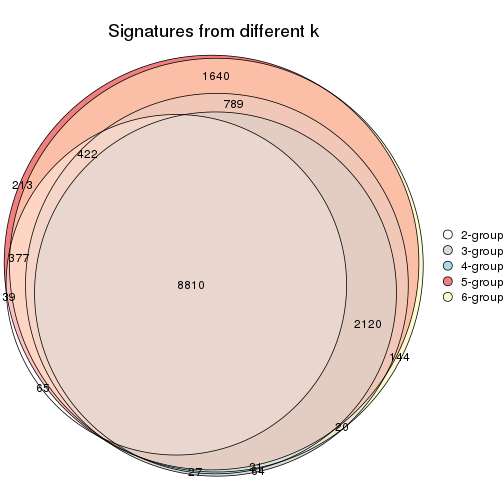 Signatures from different k
1640
789
422
213
377
8810
39
2120
144
65
20
27
64
2-group
3-group
4-group
5-group
6-group